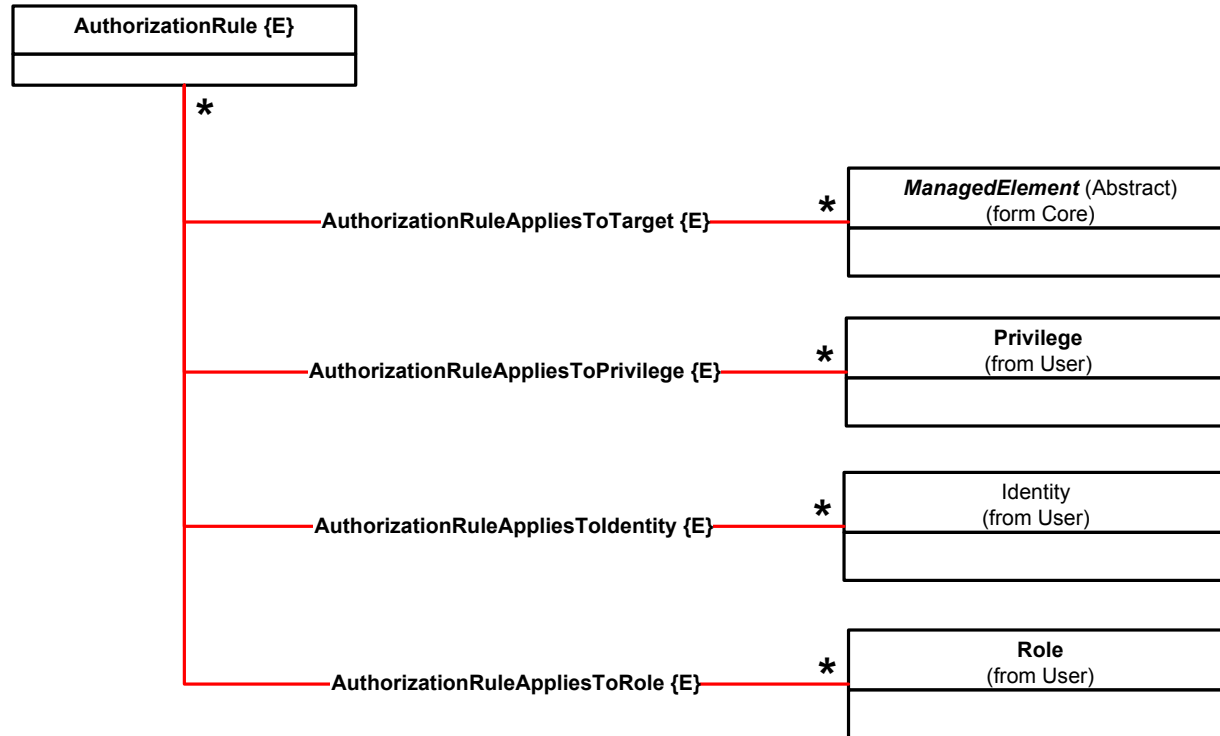 AuthorizationRule {E}
*
ManagedElement (Abstract)
(form Core)
*
AuthorizationRuleAppliesToTarget {E}
Privilege
(from User)
*
AuthorizationRuleAppliesToPrivilege {E}
Identity
(from User)
*
AuthorizationRuleAppliesToIdentity {E}
Role
(from User)
*
AuthorizationRuleAppliesToRole {E}